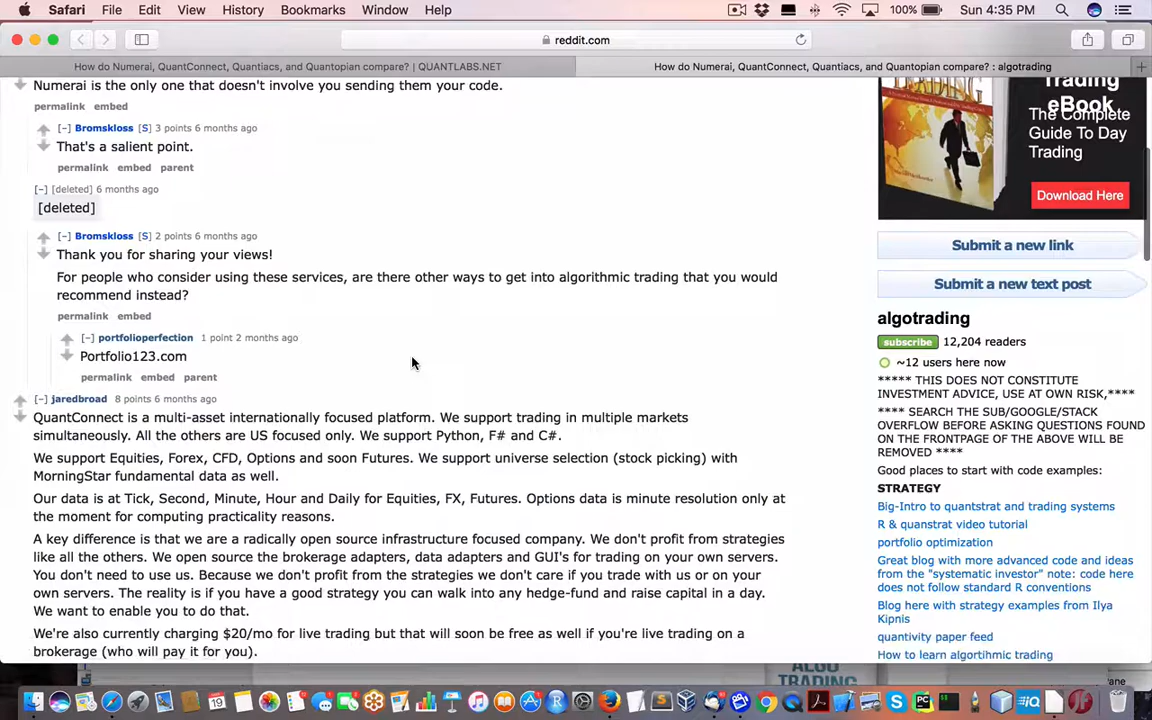 Safari File Edit View History Bookmarks Window Help 100% Sun 4:35 PM
reddit.com
How do Numerai, QuantConnect, Quantiacs, and Quantopian compare? | QUANTLABS.NET
How do Numerai, QuantConnect, Quantiacs, and Quantopian compare? : algotrading
Numerai is the only one that doesn't involve you sending them your code.
permalink embed
[–] Bromskloss [S] 3 points 6 months ago
That's a salient point.
permalink embed parent
[–] [deleted] 6 months ago
[deleted]
[–] Bromskloss [S] 2 points 6 months ago
Thank you for sharing your views!
For people who consider using these services, are there other ways to get into algorithmic trading that you would
recommend instead?
permalink embed
[–] portfolioperfection 1 point 2 months ago
Portfolio123.com
permalink embed parent
[–] jaredbroad 8 points 6 months ago
QuantConnect is a multi-asset internationally focused platform. We support trading in multiple markets
simultaneously. All the others are US focused only. We support Python, F# and C#.
We support Equities, Forex, CFD, Options and soon Futures. We support universe selection (stock picking) with
MorningStar fundamental data as well.
Our data is at Tick, Second, Minute, Hour and Daily for Equities, FX, Futures. Options data is minute resolution only at
the moment for computing practicality reasons.
A key difference is that we are a radically open source infrastructure focused company. We don't profit from strategies
like all the others. We open source the brokerage adapters, data adapters and GUI's for trading on your own servers.
You don't need to use us. Because we don't profit from the strategies we don't care if you trade with us or on your
own servers. The reality is if you have a good strategy you can walk into any hedge-fund and raise capital in a day.
We want to enable you to do that.
We're also currently charging $20/mo for live trading but that will soon be free as well if you're live trading on a
brokerage (who will pay it for you).
Trading
eBook
The Complete
Guide To Day
Trading
Download Here
Submit a new link
Submit a new text post
algotrading
subscribe 12,204 readers
~12 users here now
***** THIS DOES NOT CONSTITUTE
INVESTMENT ADVICE, USE AT OWN RISK,****
**** SEARCH THE SUB/GOOGLE/STACK
OVERFLOW BEFORE ASKING QUESTIONS FOUND
ON THE FRONTPAGE OF THE ABOVE WILL BE
REMOVED ****
Good places to start with code examples:
STRATEGY
Big-Intro to quantstrat and trading systems
R & quanstrat video tutorial
portfolio optimization
Great blog with more advanced code and ideas
from the "systematic investor" note: code here
does not follow standard R conventions
Blog here with strategy examples from Ilya
Kipnis
quantivity paper feed
How to learn algortihmic trading
ALGO
TRADING